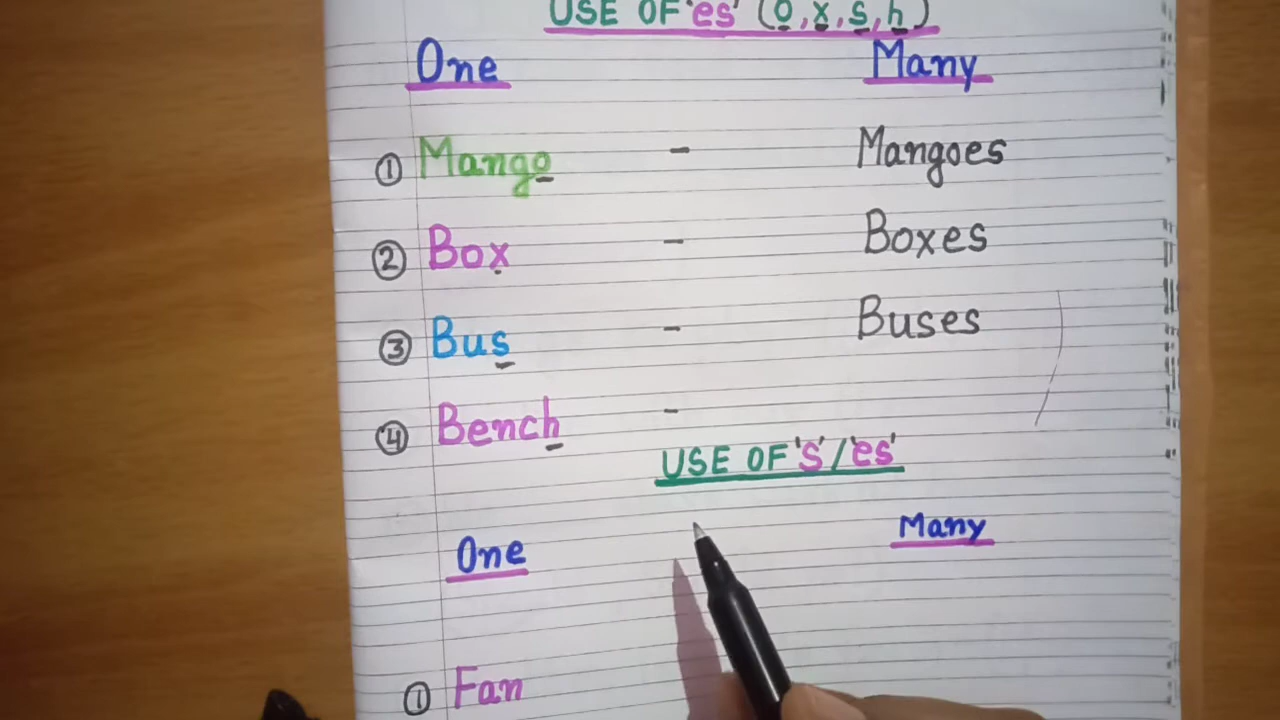 USE OF 'es' (o,x,s,h)
One Many
① Mango - Mangoes
② Box - Boxes
③ Bus - Buses
④ Bench -
USE OF 's'/'es'
One Many
① Fan